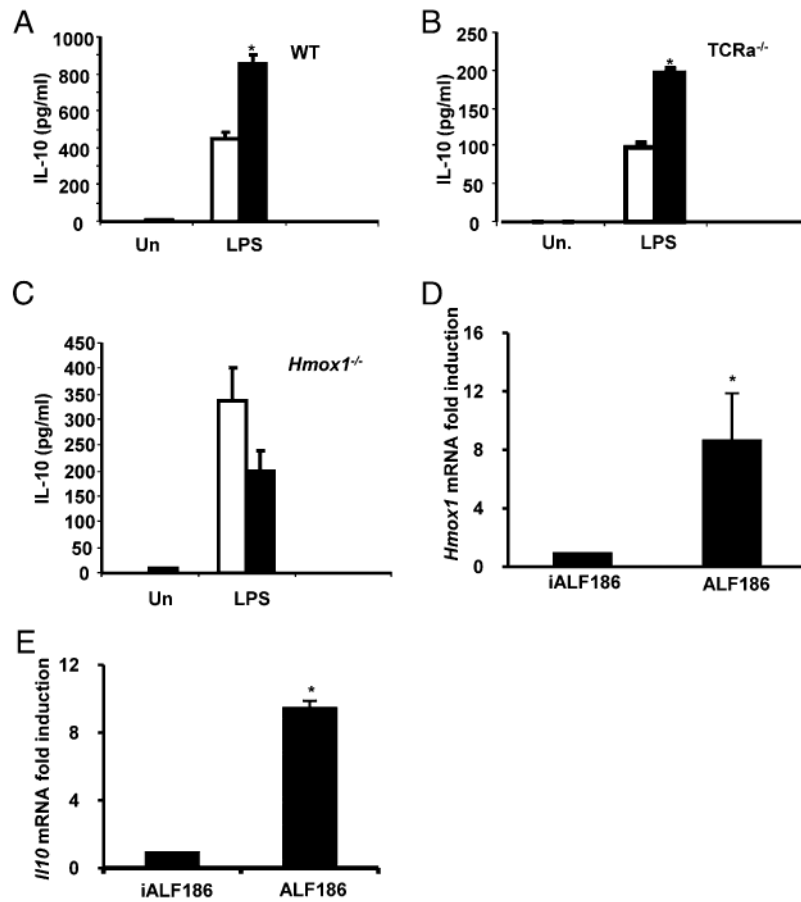 A
IL-10 (pg/ml)
1000
800
600
400
200
0
*
WT
Un
LPS
B
IL-10 (pg/ml)
250
200
150
100
50
0
*
TCRa-/-
Un.
LPS
C
IL-10 (pg/ml)
450
400
350
300
250
200
150
100
50
0
Hmox1-/-
Un
LPS
D
Hmox1 mRNA fold induction
16
12
8
4
0
*
iALF186
ALF186
E
Il10 mRNA fold induction
12
8
4
0
*
iALF186
ALF186